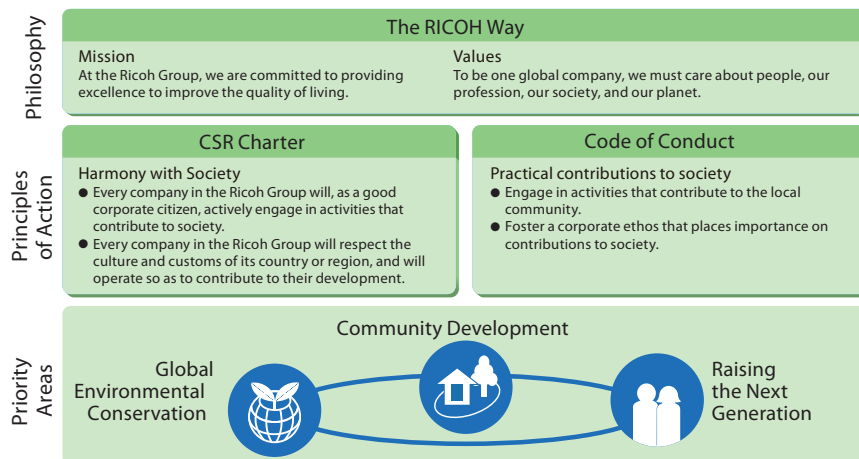 Philosophy
The RICOH Way
Mission
At the Ricoh Group, we are committed to providing
excellence to improve the quality of living.
Values
To be one global company, we must care about people, our
profession, our society, and our planet.
Principles
of Action
CSR Charter
Harmony with Society
● Every company in the Ricoh Group will, as a good
corporate citizen, actively engage in activities that
contribute to society.
● Every company in the Ricoh Group will respect the
culture and customs of its country or region, and will
operate so as to contribute to their development.
Code of Conduct
Practical contributions to society
● Engage in activities that contribute to the local
community.
● Foster a corporate ethos that places importance on
contributions to society.
Priority
Areas
Community Development
Global
Environmental
Conservation
Raising
the Next
Generation